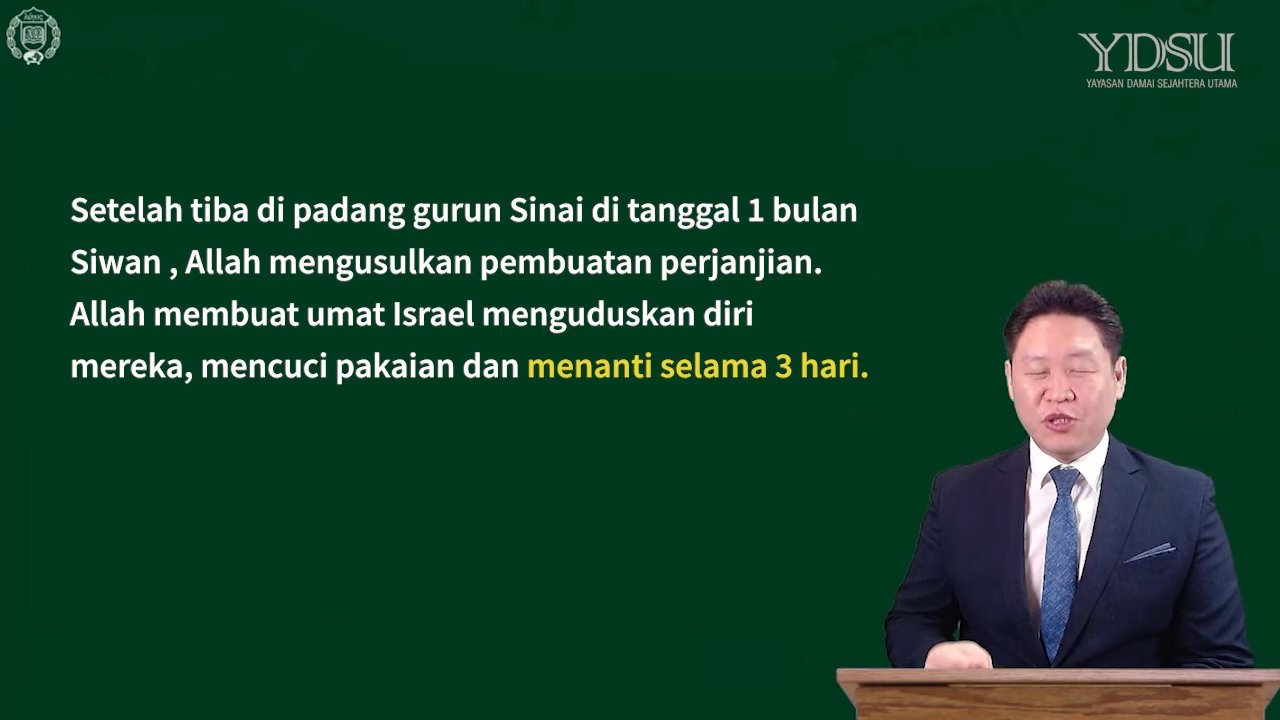 YDSU
YAYASAN DAMAI SEJAHTERA UTAMA
Setelah tiba di padang gurun Sinai di tanggal 1 bulan
Siwan , Allah mengusulkan pembuatan perjanjian.
Allah membuat umat Israel menguduskan diri
mereka, mencuci pakaian dan menanti selama 3 hari.